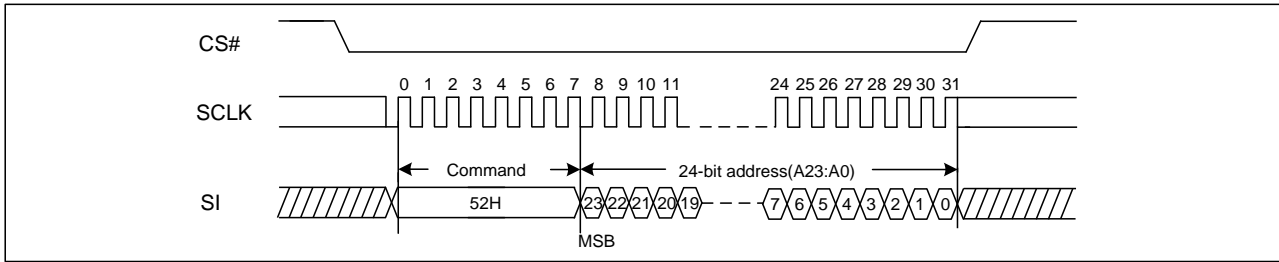 CS#
0 1 2 3 4 5 6 7 8 9 10 11 24 25 26 27 28 29 30 31
SCLK
Command 24-bit address(A23:A0)
SI 52H 23 22 21 20 19 7 6 5 4 3 2 1 0
MSB